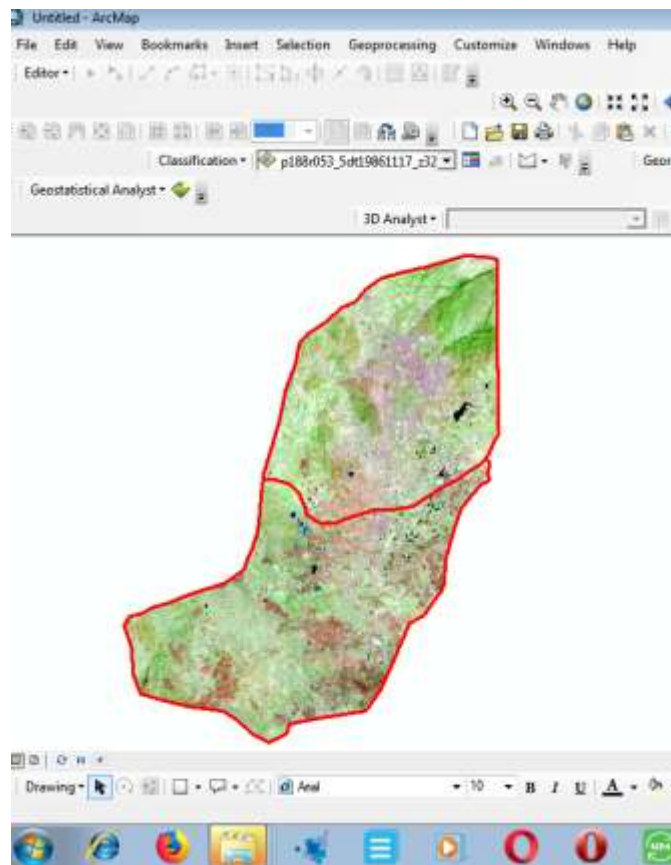 Untitled - ArcMap
File Edit View Bookmarks Insert Selection Geoprocessing Customize Windows Help
Editor
Classification p188r053_5dt19861117_z32 Geor
Geostatistical Analyst
3D Analyst
Drawing Arial 10 B I U A